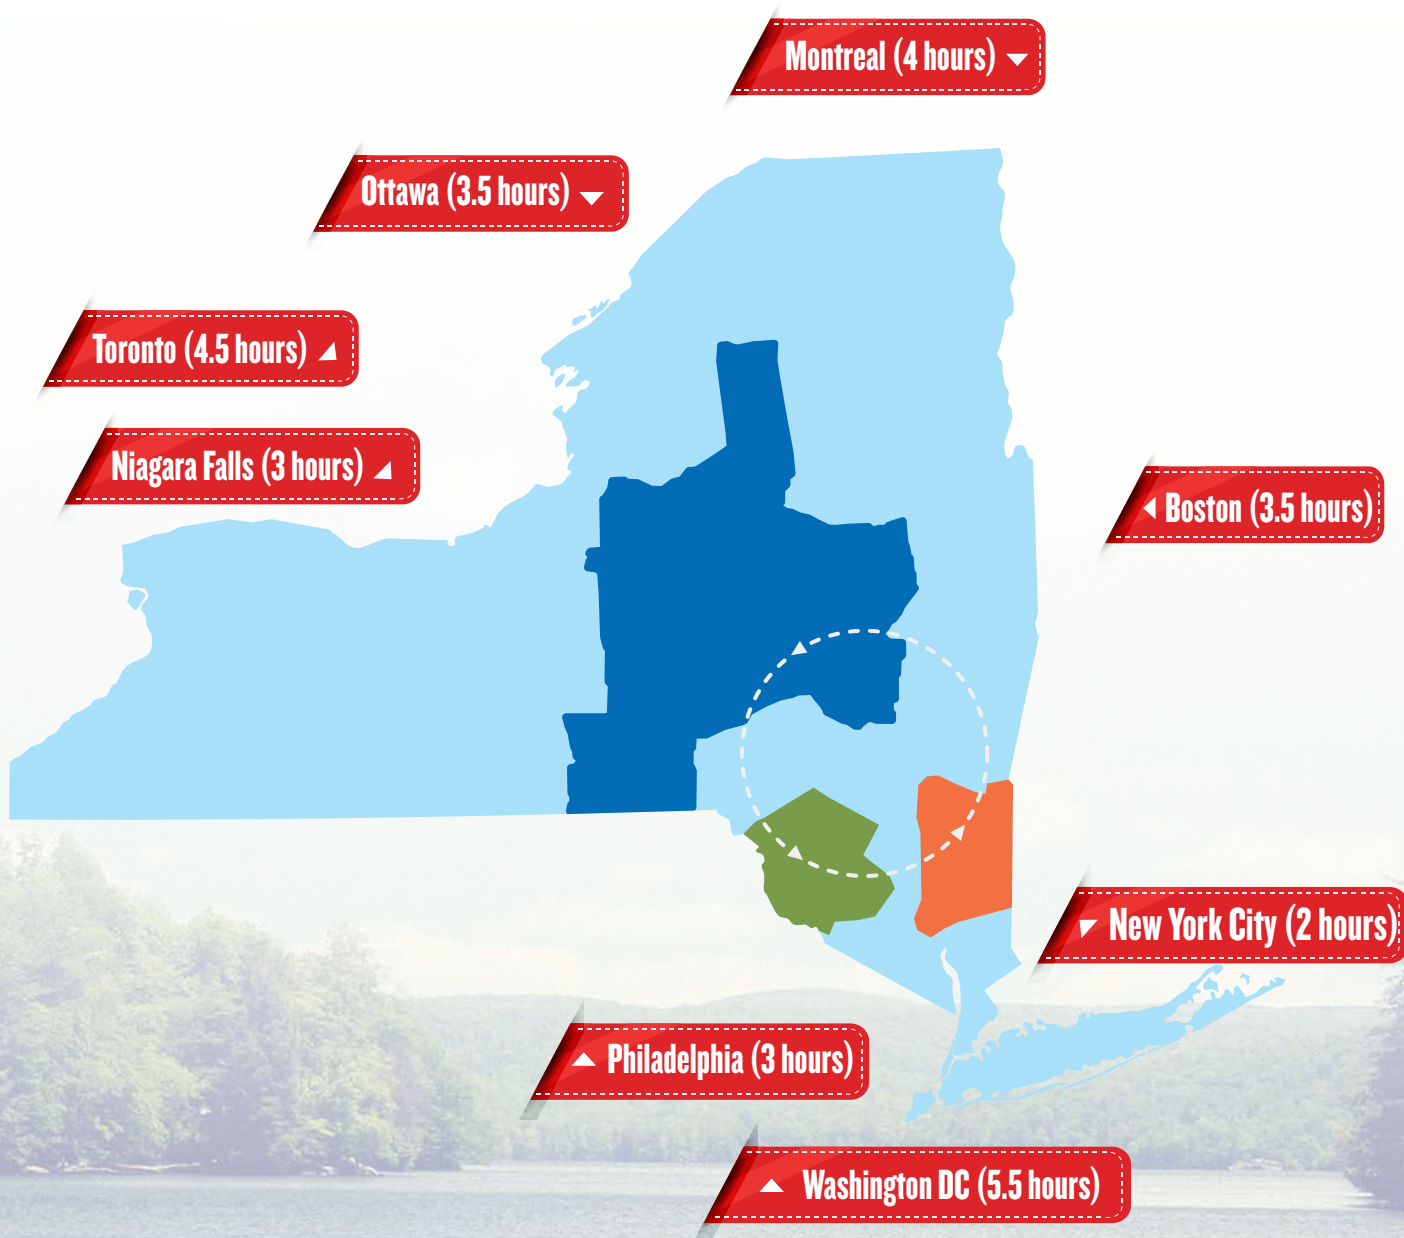 Montreal (4 hours)
Ottawa (3.5 hours)
Toronto (4.5 hours)
Niagara Falls (3 hours)
Boston (3.5 hours)
New York City (2 hours)
Philadelphia (3 hours)
Washington DC (5.5 hours)